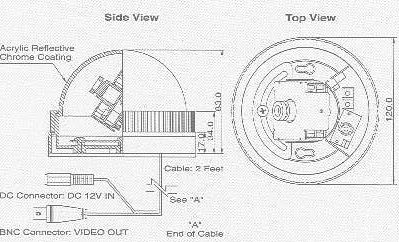 Side View
Top View
Acrylic Reflective
Chrome Coating
83.0
34.0
17.0
120.0
Cable: 2 Feet
DC Connector: DC 12V IN
See "A"
"A"
BNC Connector: VIDEO OUT
End of Cable